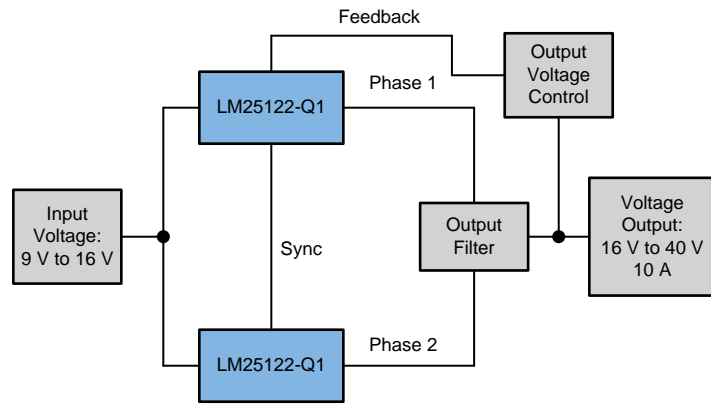 Feedback
Output
Voltage
Control
LM25122-Q1
Phase 1
Input
Voltage:
9 V to 16 V
Sync
Output
Filter
Voltage
Output:
16 V to 40 V
10 A
LM25122-Q1
Phase 2